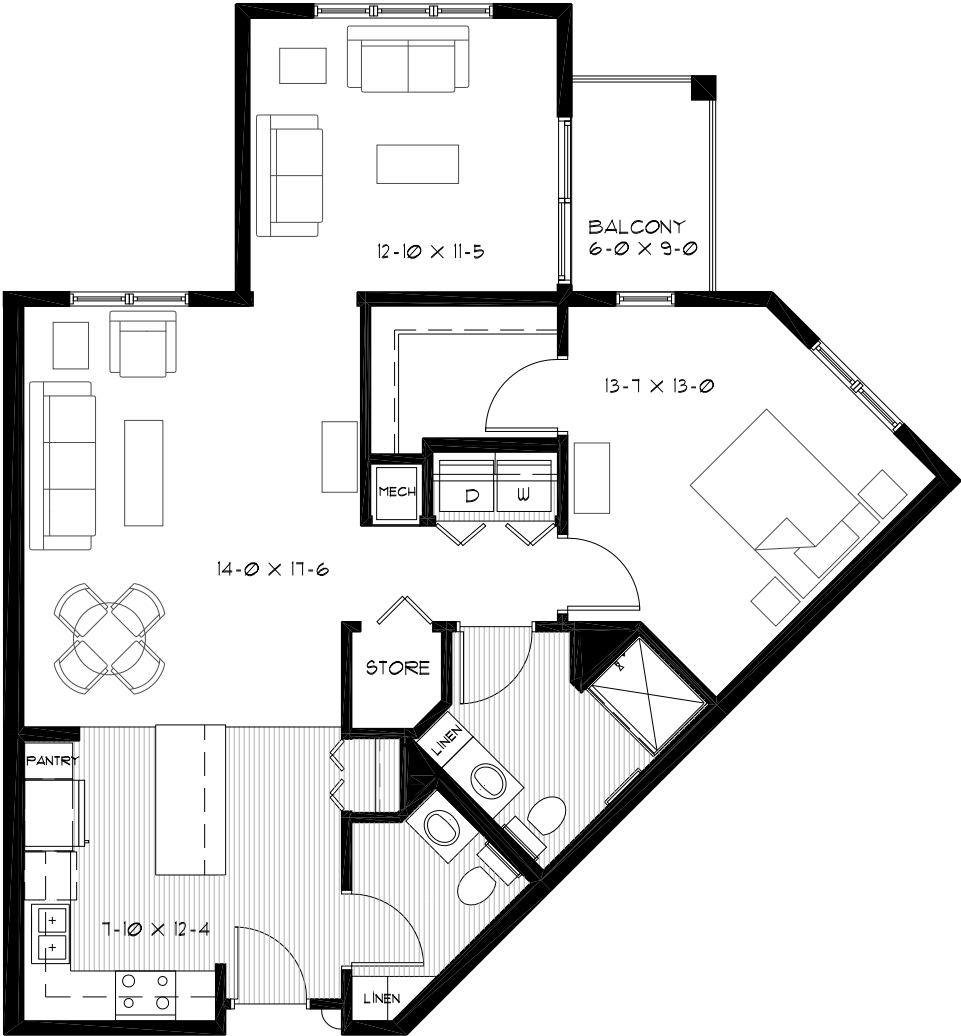 BALCONY
6-0 X 9-0
12-10 X 11-5
13-7 X 13-0
MECH
D
W
14-0 X 17-6
STORE
LINEN
PANTRY
7-10 X 12-4
LINEN